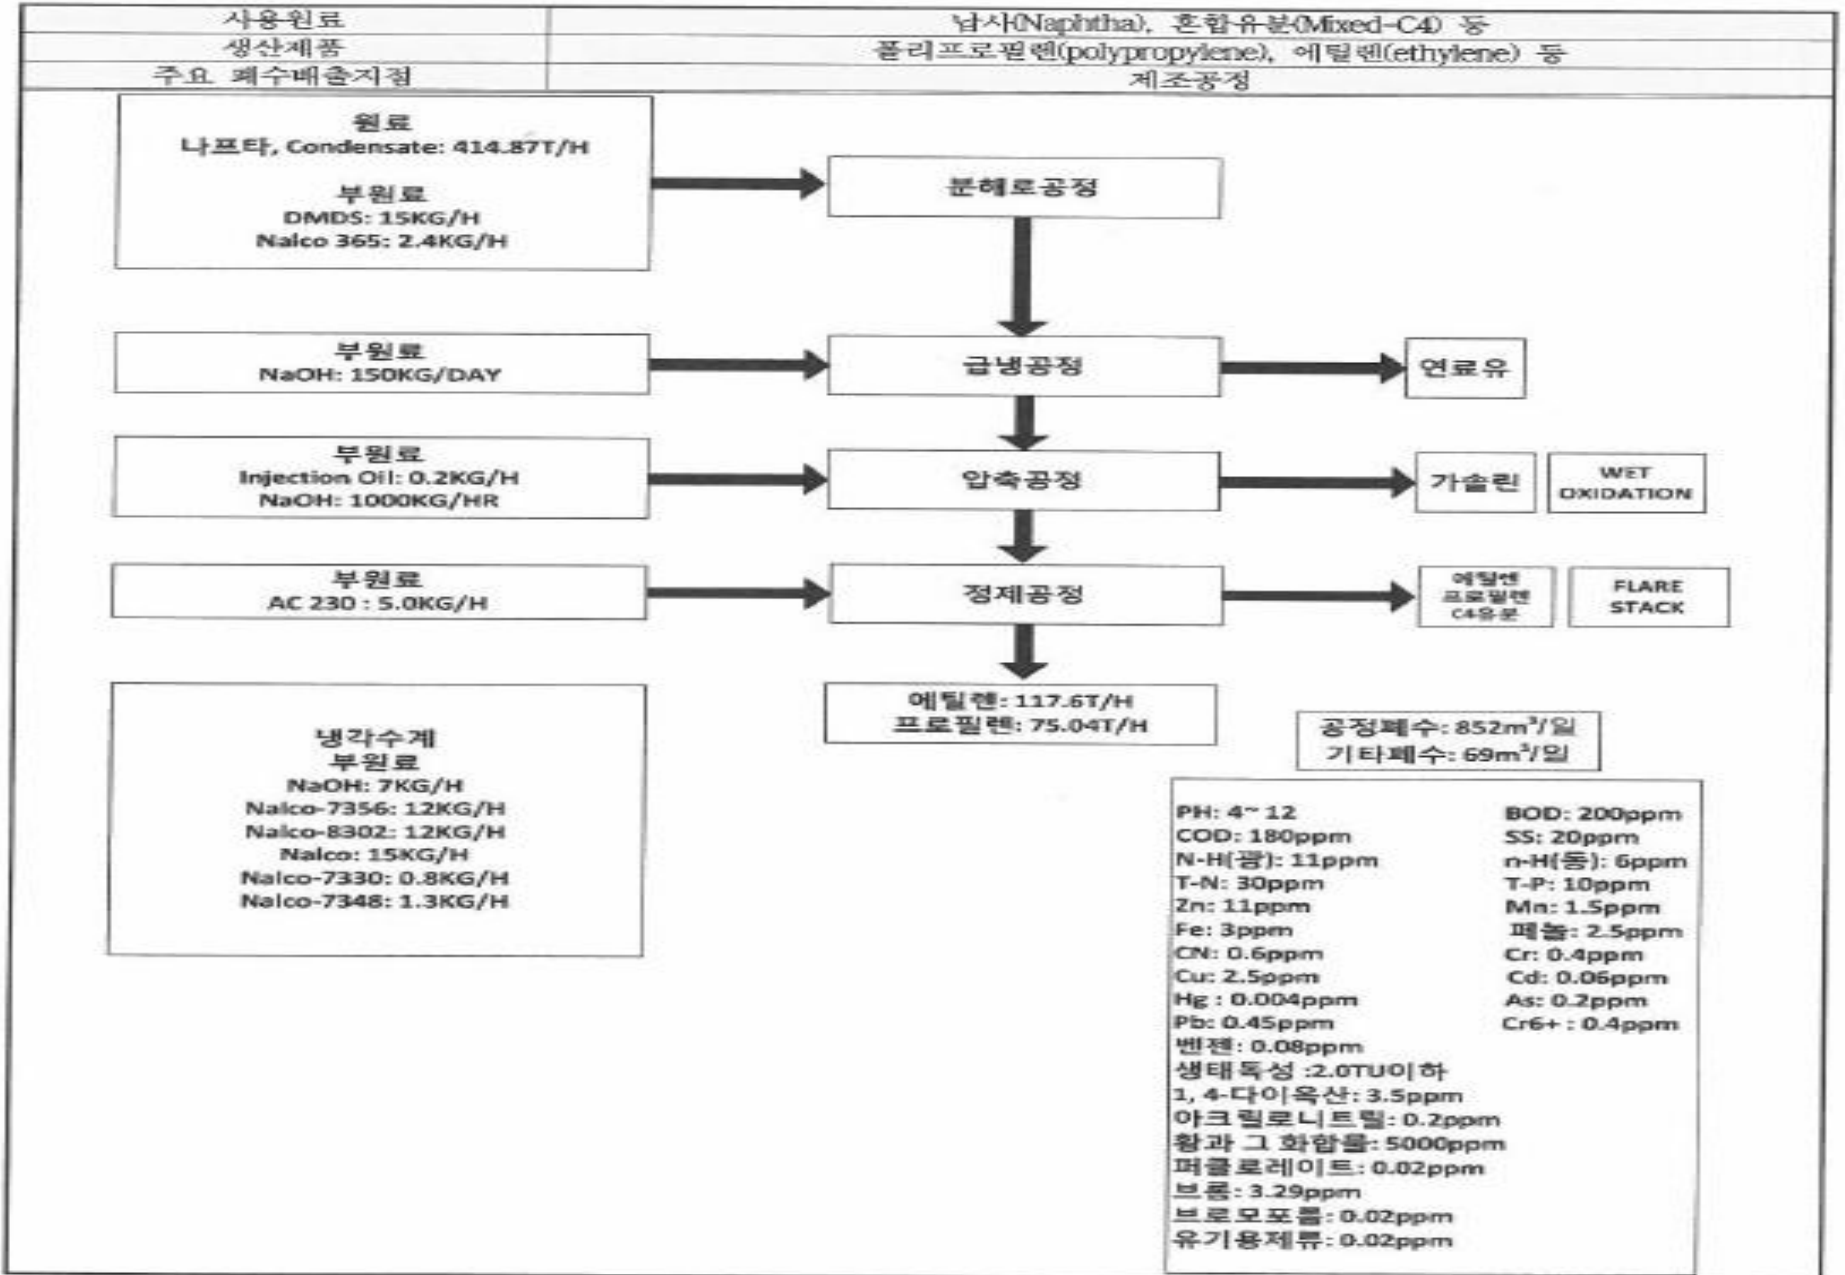 사용원료 납사(Naphtha), 혼합유분(Mixed-C4) 등
생산제품 폴리프로필렌(polypropylene), 에틸렌(ethylene) 등
주요 폐수배출지점 제조공정
원료
나프타, Condensate: 414.87T/H
부원료
DMDS: 15KG/H
Nalco 365: 2.4KG/H
분해로공정
부원료
NaOH: 150KG/DAY
급냉공정
연료유
부원료
Injection Oil: 0.2KG/H
NaOH: 1000KG/HR
압축공정
가솔린
WET
OXIDATION
부원료
AC 230 : 5.0KG/H
정제공정
에틸렌
프로필렌
C4유분
FLARE
STACK
에틸렌: 117.6T/H
프로필렌: 75.04T/H
냉각수계
부원료
NaOH: 7KG/H
Nalco-7356: 12KG/H
Nalco-8302: 12KG/H
Nalco: 15KG/H
Nalco-7330: 0.8KG/H
Nalco-7348: 1.3KG/H
공정폐수: 852m³/일
기타폐수: 69m³/일
PH: 4~ 12 BOD: 200ppm
COD: 180ppm SS: 20ppm
N-H(광): 11ppm n-H(동): 6ppm
T-N: 30ppm T-P: 10ppm
Zn: 11ppm Mn: 1.5ppm
Fe: 3ppm 페놀: 2.5ppm
CN: 0.6ppm Cr: 0.4ppm
Cu: 2.5ppm Cd: 0.06ppm
Hg : 0.004ppm As: 0.2ppm
Pb: 0.45ppm Cr6+ : 0.4ppm
벤젠: 0.08ppm
생태독성 :2.0TU이하
1, 4-다이옥산: 3.5ppm
아크릴로니트릴: 0.2ppm
황과 그 화합물: 5000ppm
퍼클로레이트: 0.02ppm
브롬: 3.29ppm
브로모포름: 0.02ppm
유기용제류: 0.02ppm